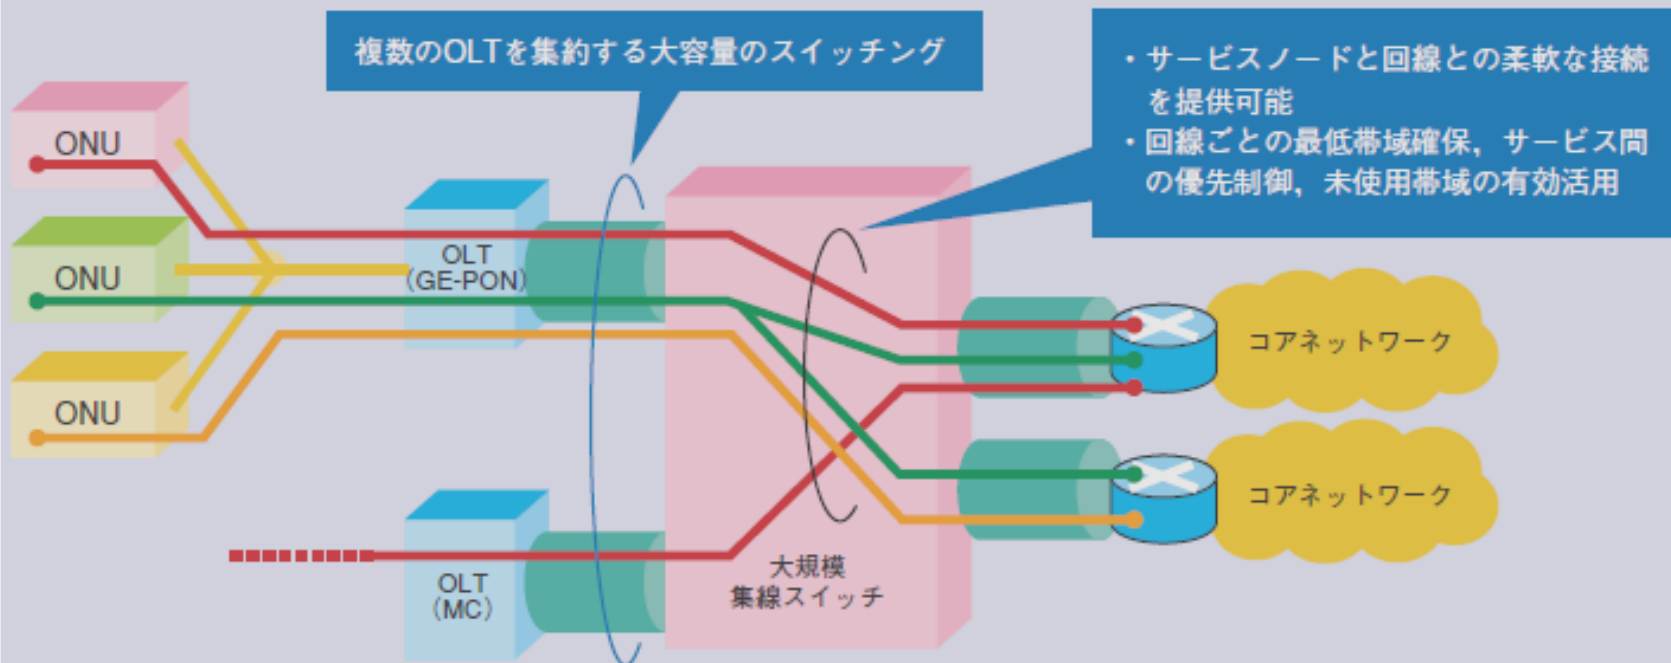 複数のOLTを集約する大容量のスイッチング
・サービスノードと回線との柔軟な接続
を提供可能
・回線ごとの最低帯域確保，サービス間
の優先制御，未使用帯域の有効活用
ONU
ONU
ONU
OLT
（GE-PON）
OLT
（MC）
大規模
集線スイッチ
コアネットワーク
コアネットワーク